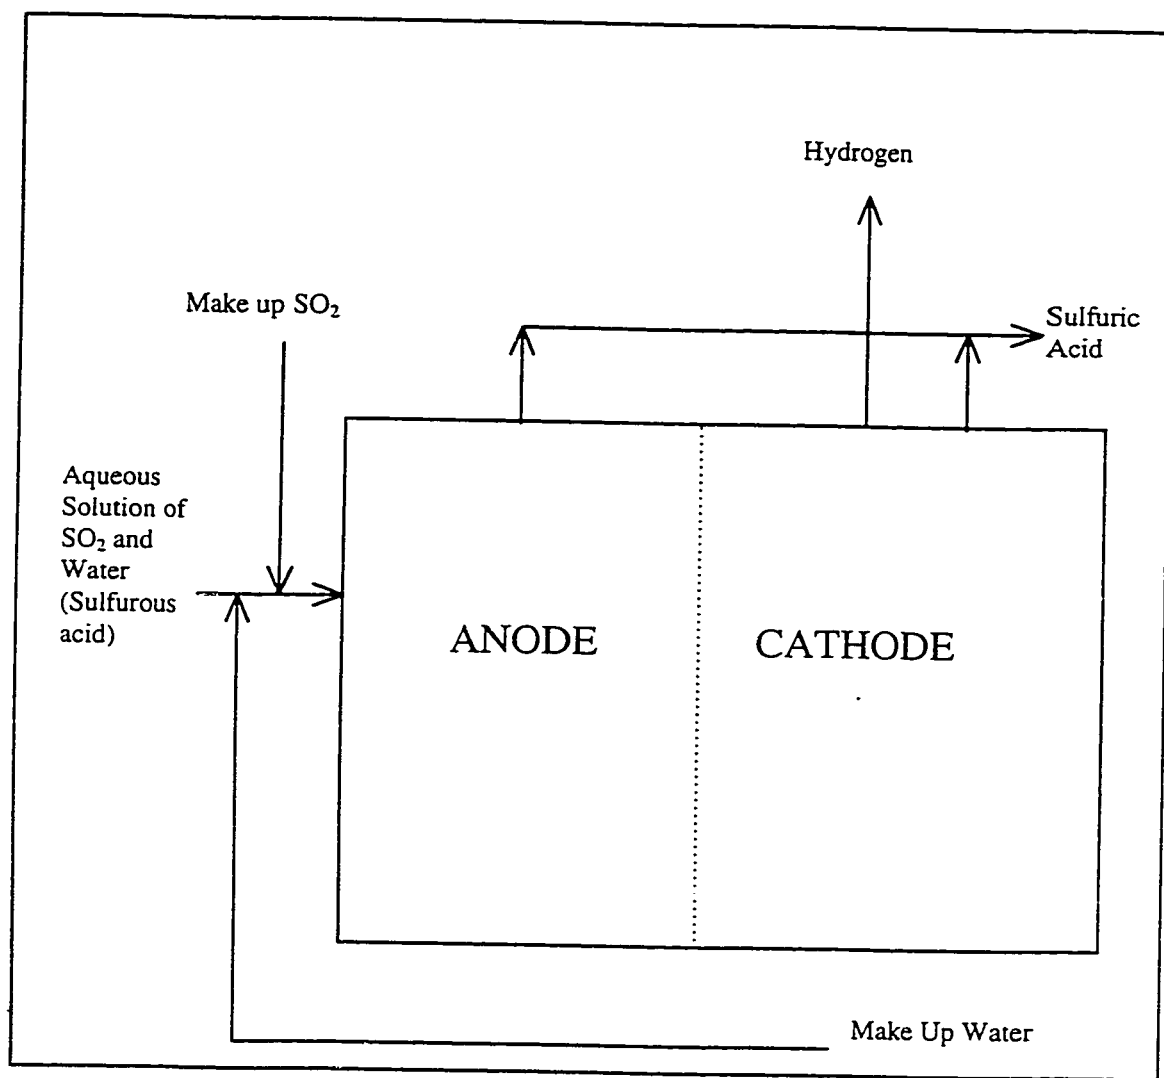 Hydrogen
Make up SO₂
Sulfuric
Acid
Aqueous
Solution of
SO₂ and
Water
(Sulfurous
acid)
ANODE
CATHODE
Make Up Water